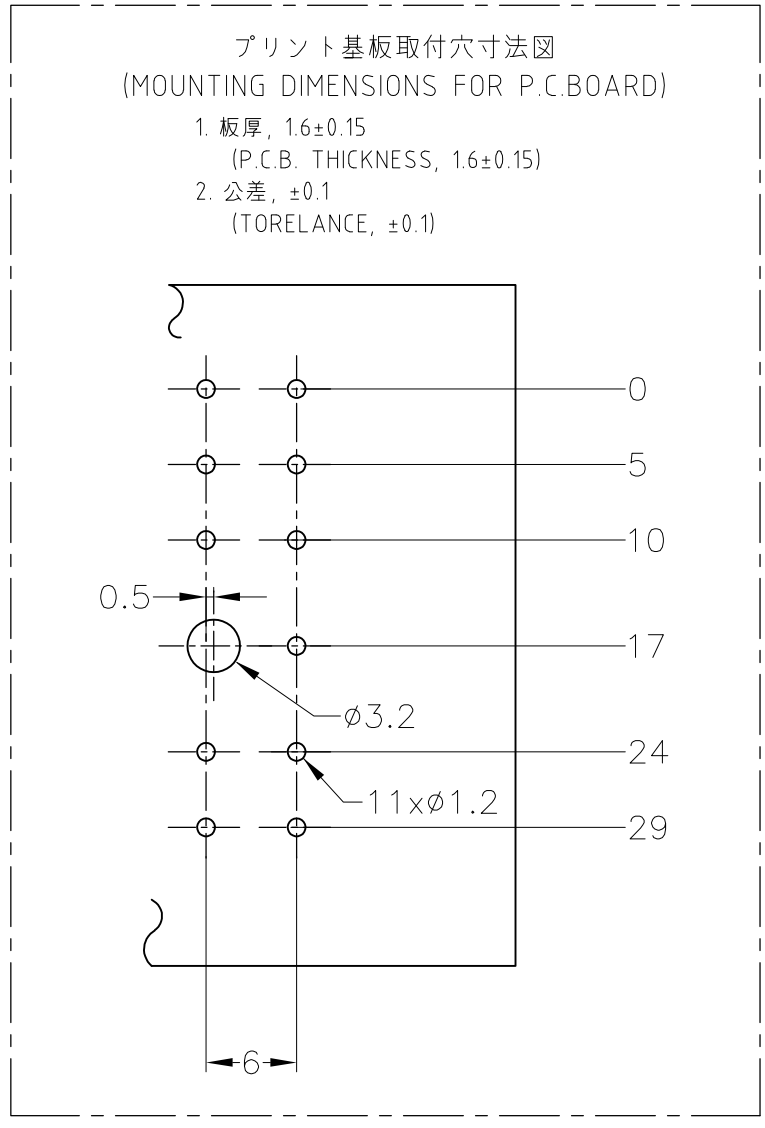 プリント基板取付穴寸法図
(MOUNTING DIMENSIONS FOR P.C.BOARD)
1. 板厚, 1.6±0.15
(P.C.B. THICKNESS, 1.6±0.15)
2. 公差, ±0.1
(TORELANCE, ±0.1)
0
5
10
0.5
17
φ3.2
24
11xφ1.2
29
6